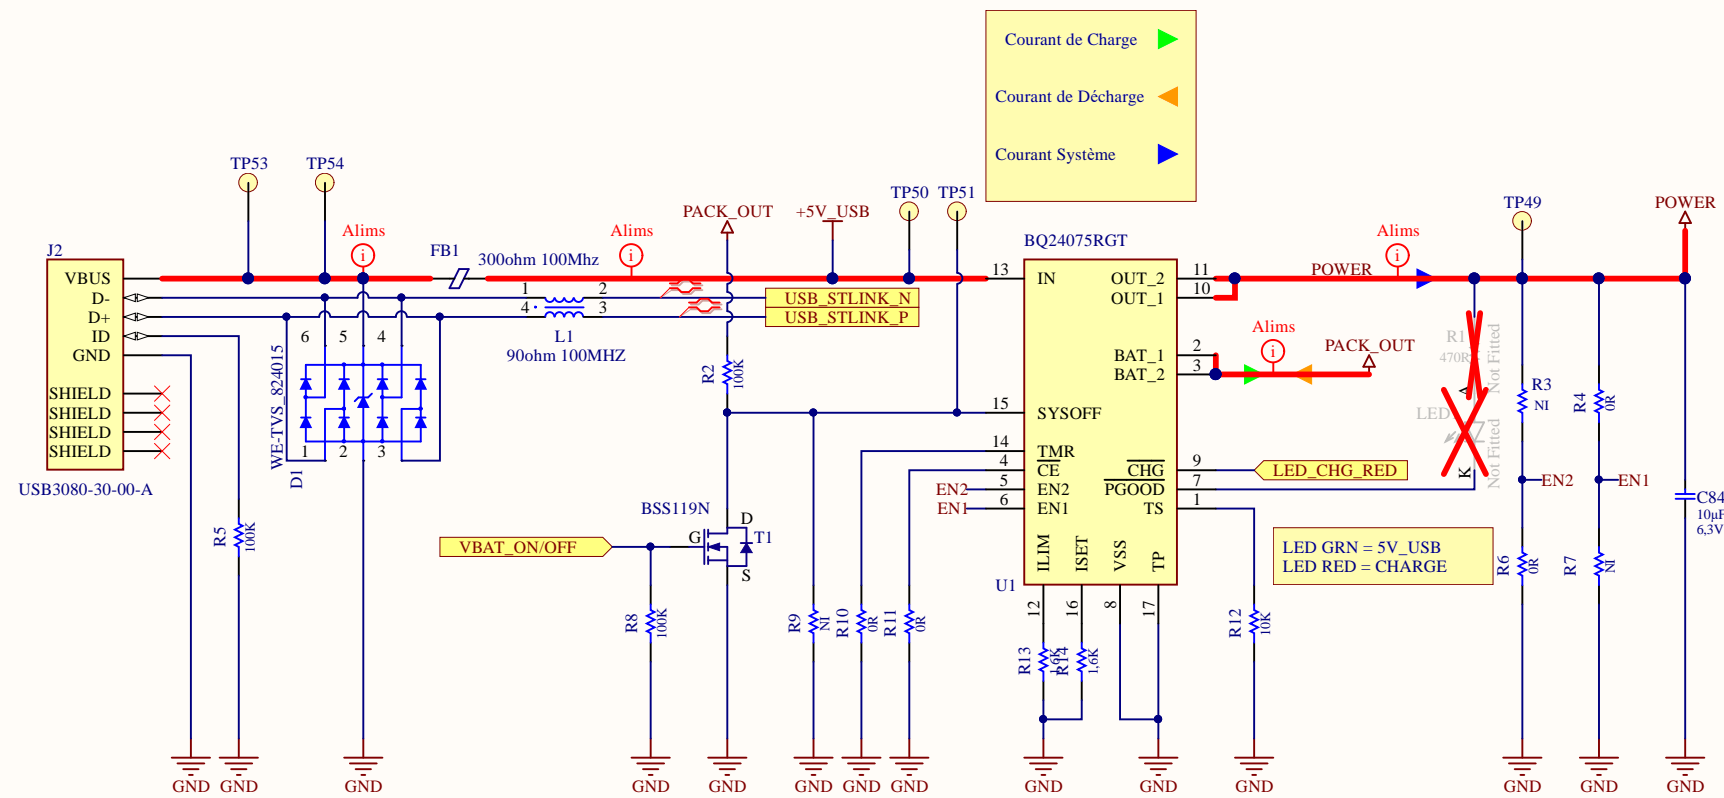 Courant de Charge
Courant de Décharge
Courant Système
TP53
TP54
TP50
TP51
TP49
POWER
PACK_OUT
+5V_USB
Alims
i
Alims
i
Alims
i
J2
FB1
300ohm 100Mhz
BQ24075RGT
VBUS
D-
D+
ID
GND
SHIELD
SHIELD
SHIELD
SHIELD
USB3080-30-00-A
1
2
4
3
L1
90ohm 100MHZ
USB_STLINK_N
USB_STLINK_P
6
5
4
1
2
3
WE-TVS_824015
D1
R5
100K
R2
100K
BSS119N
D
G
S
T1
VBAT_ON/OFF
R8
100K
R9
NI
R10
0R
R11
0R
13
IN
15
SYSOFF
14
TMR
4
CE
5
EN2
EN2
6
EN1
EN1
OUT_2
11
OUT_1
10
BAT_1
2
BAT_2
3
CHG
9
PGOOD
7
TS
1
ILIM
ISET
VSS
TP
U1
12
16
8
17
R13
1,6K
R14
1,6K
R12
10K
POWER
Alims
i
PACK_OUT
LED_CHG_RED
LED GRN = 5V_USB
LED RED = CHARGE
R1
470R
Not Fitted
A
LED
K
Not Fitted
R3
NI
R4
0R
EN2
EN1
R6
0R
R7
NI
C84
10µF
6,3V
GND
GND
GND
GND
GND
GND
GND
GND
GND
GND
GND
GND
GND
GND